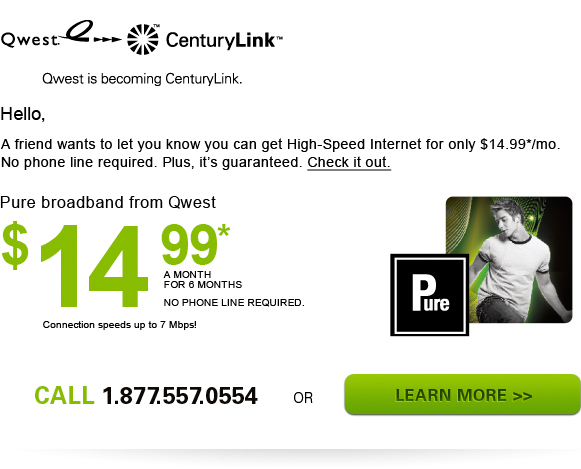 Qwest. CenturyLink™
Qwest is becoming CenturyLink.
Hello,
A friend wants to let you know you can get High-Speed Internet for only $14.99*/mo.
No phone line required. Plus, it's guaranteed. Check it out.
Pure broadband from Qwest
$14 99*
A MONTH
FOR 6 MONTHS
NO PHONE LINE REQUIRED.
Connection speeds up to 7 Mbps!
Pure
CALL 1.877.557.0554 OR LEARN MORE >>